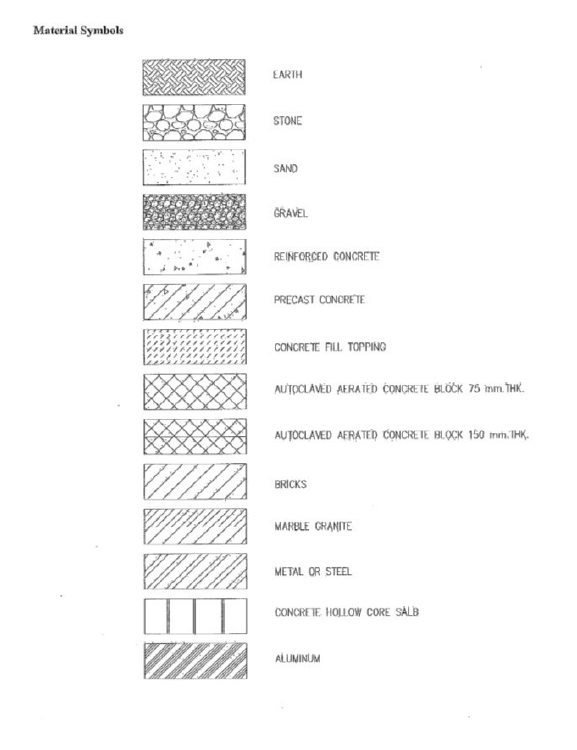 Material Symbols
EARTH
STONE
SAND
GRAVEL
REINFORCED CONCRETE
PRECAST CONCRETE
CONCRETE FILL TOPPING
AUTOCLAVED AERATED CONCRETE BLOCK 75 mm.THK.
AUTOCLAVED AERATED CONCRETE BLOCK 150 mm.THK.
BRICKS
MARBLE GRANITE
METAL OR STEEL
CONCRETE HOLLOW CORE SALB
ALUMINUM